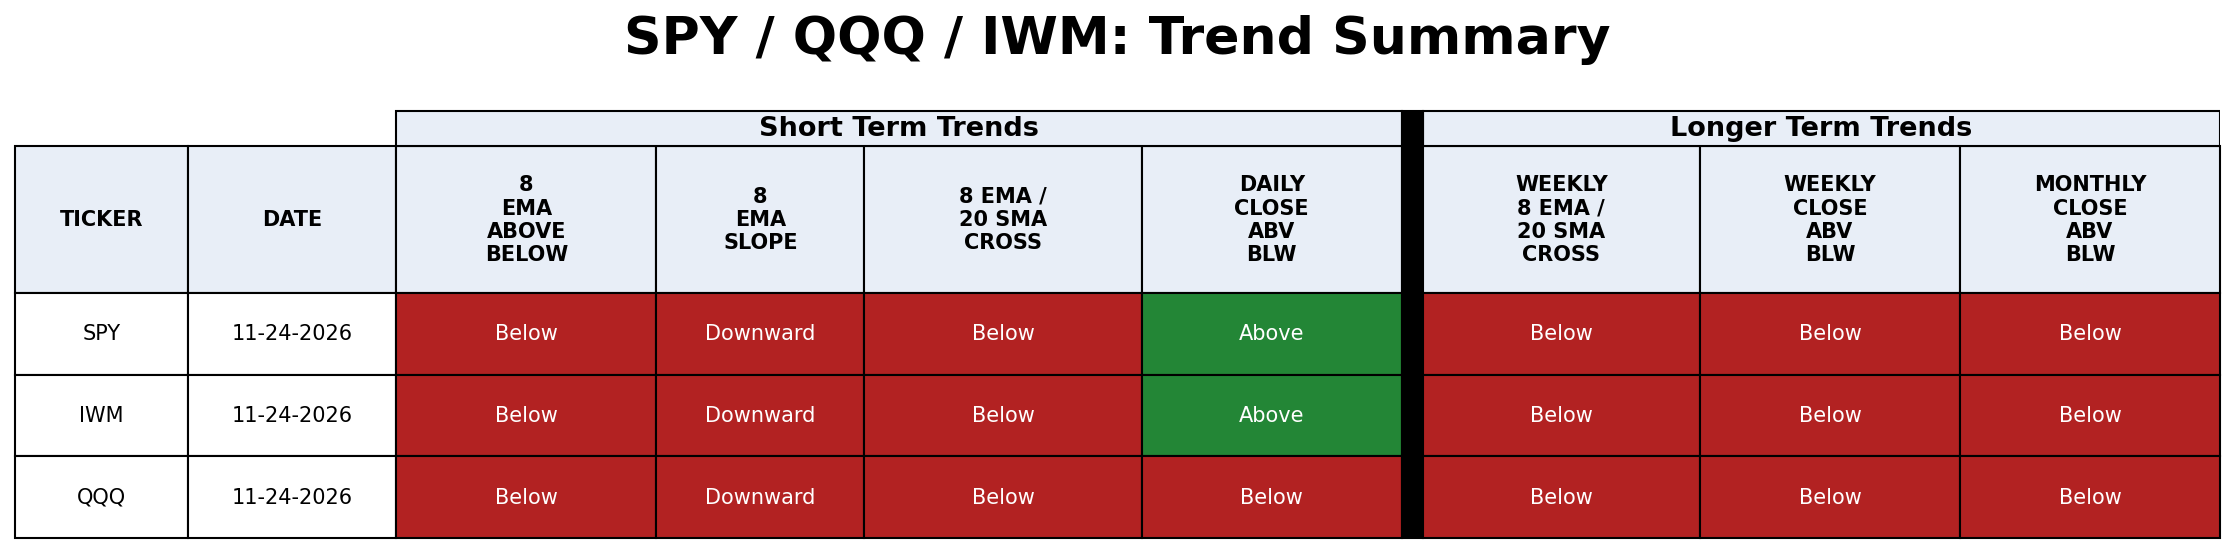 SPY / QQQ / IWM: Trend Summary
Short Term Trends
Longer Term Trends
TICKER
DATE
8
EMA
ABOVE
BELOW
8
EMA
SLOPE
8 EMA /
20 SMA
CROSS
DAILY
CLOSE
ABV
BLW
WEEKLY
8 EMA /
20 SMA
CROSS
WEEKLY
CLOSE
ABV
BLW
MONTHLY
CLOSE
ABV
BLW
SPY 11-24-2026 Below Downward Below Above Below Below Below
IWM 11-24-2026 Below Downward Below Above Below Below Below
QQQ 11-24-2026 Below Downward Below Below Below Below Below